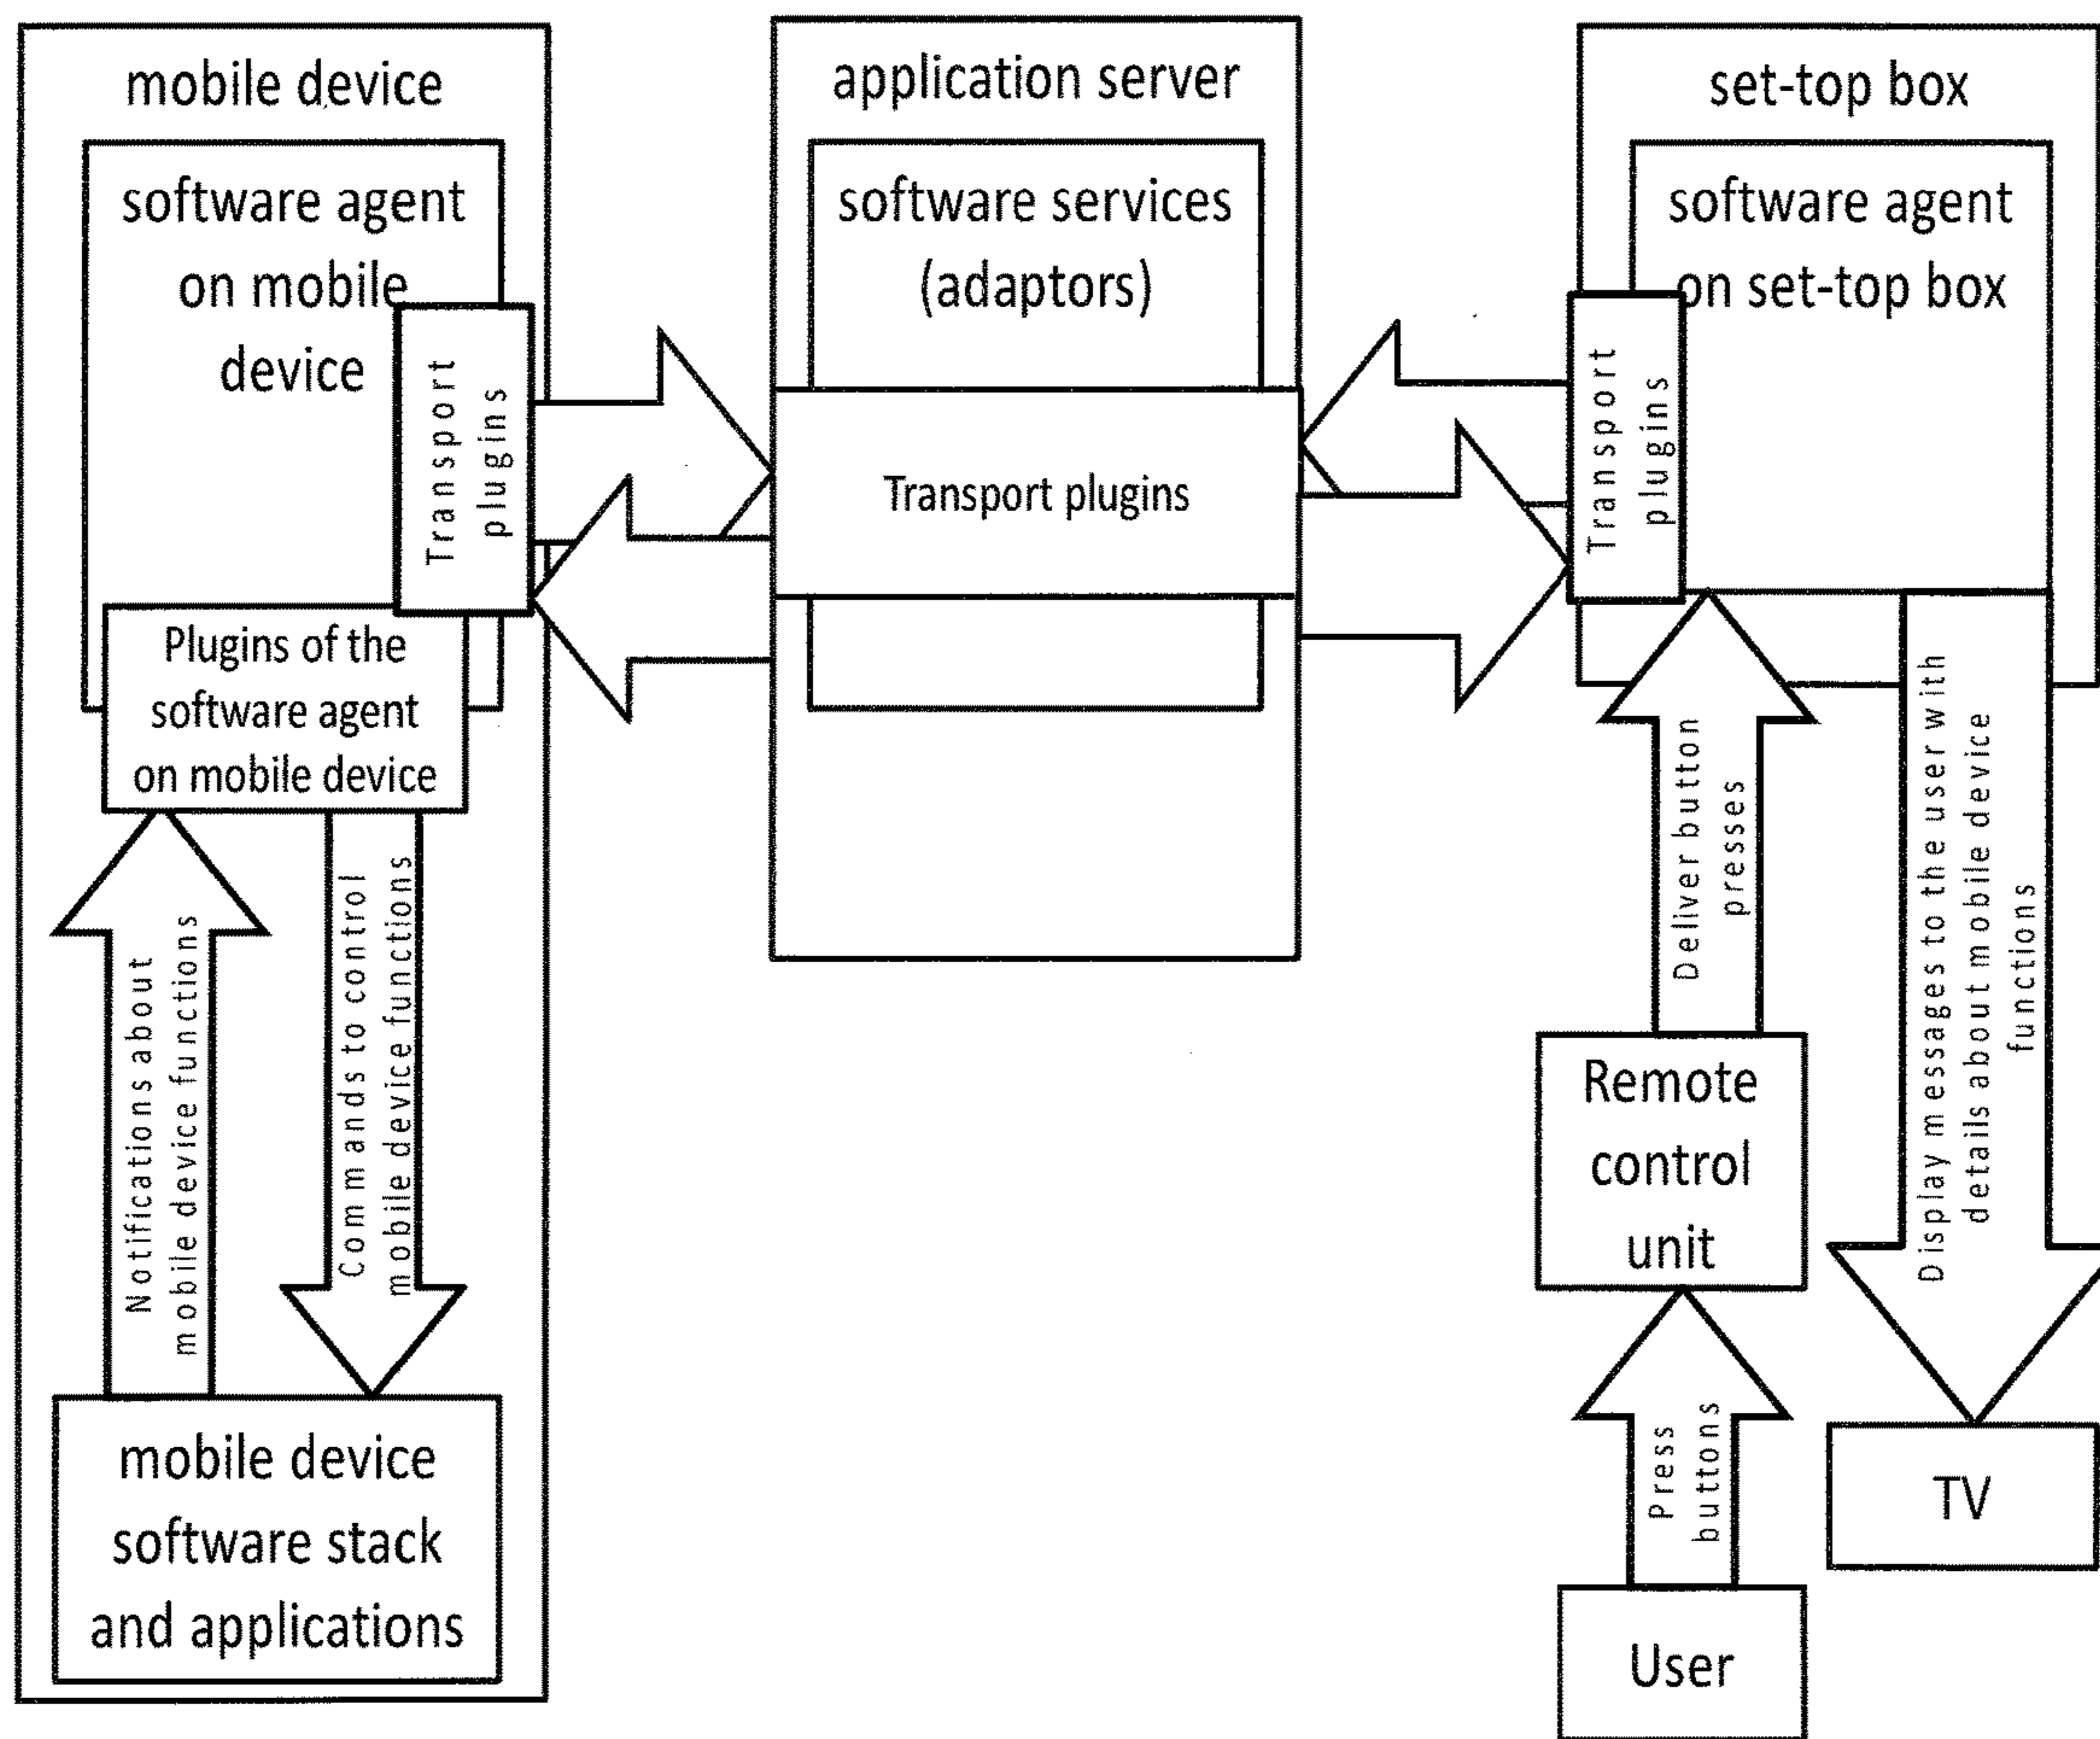 mobile device
software agent
on mobile
device
Transport
plugins
Plugins of the
software agent
on mobile device
Notifications about
mobile device functions
Commands to control
mobile device functions
mobile device
software stack
and applications
application server
software services
(adaptors)
Transport plugins
set-top box
software agent
on set-top box
Transport
plugins
Deliver button
presses
Display messages to the user with
details about mobile device
functions
Remote
control
unit
Press
buttons
TV
User